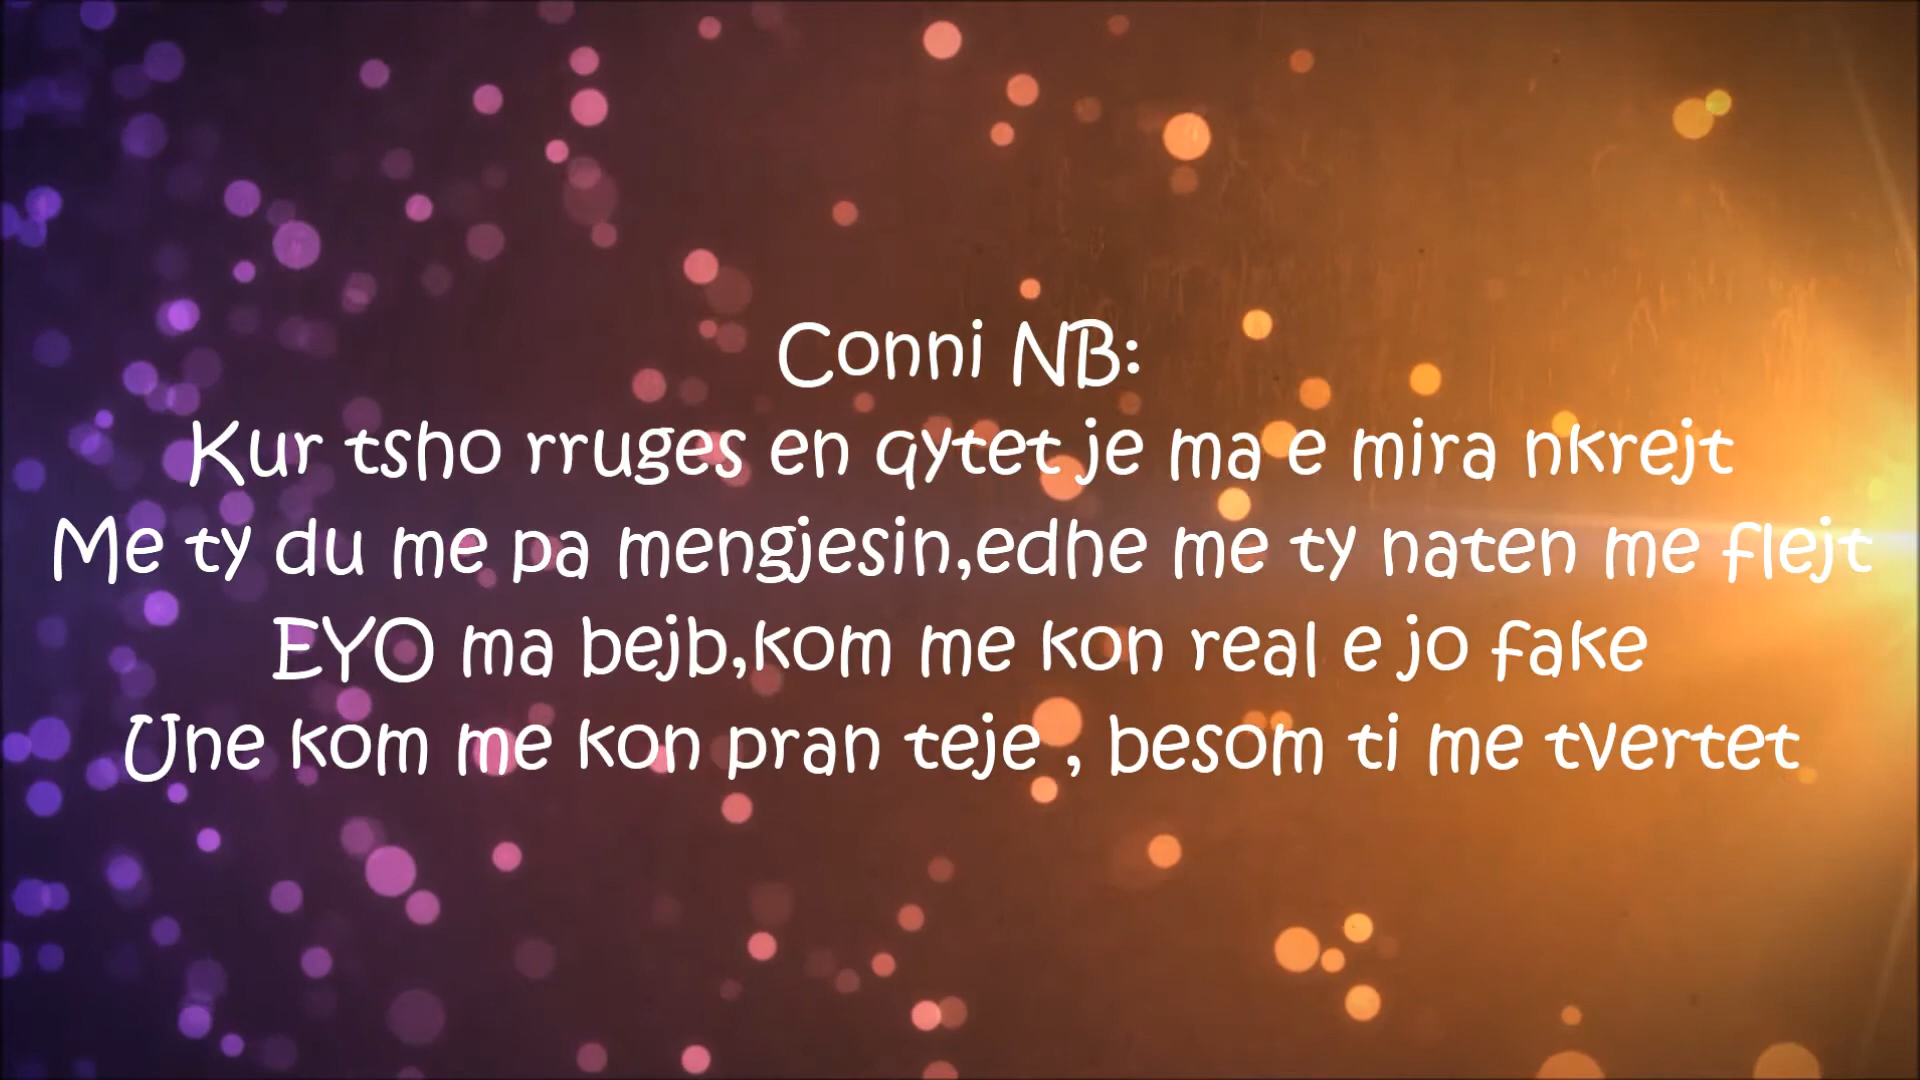 Conni NB:
Kur tsho rruges en qytet je ma e mira nkrejt
Me ty du me pa mengjesin,edhe me ty naten me flejt
EYO ma bejb,kom me kon real e jo fake
Une kom me kon pran teje , besom ti me tvertet